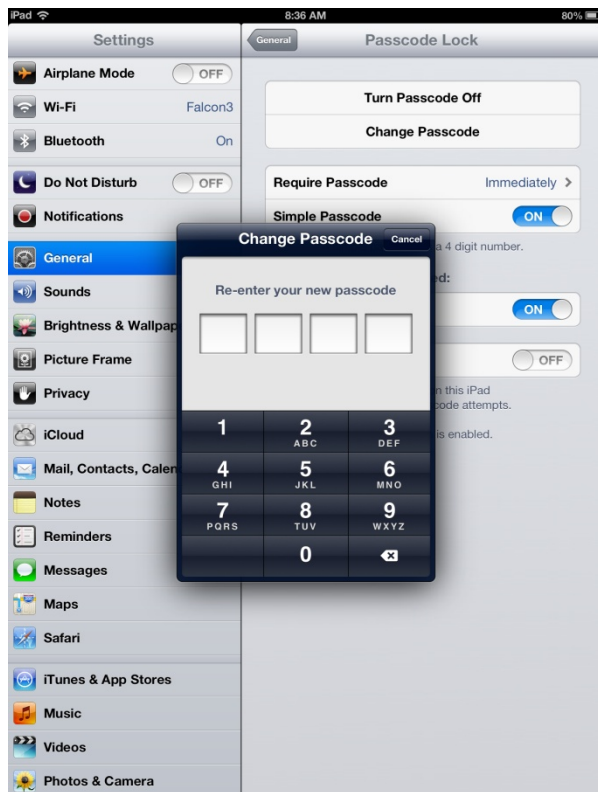 iPad 8:36 AM 80%
Settings
General Passcode Lock
Airplane Mode OFF
Wi-Fi Falcon3
Bluetooth On
Do Not Disturb OFF
Notifications
General
Sounds
Brightness & Wallpap
Picture Frame
Privacy
iCloud
Mail, Contacts, Calen
Notes
Reminders
Messages
Maps
Safari
iTunes & App Stores
Music
Videos
Photos & Camera
Turn Passcode Off
Change Passcode
Require Passcode Immediately
Simple Passcode ON
a 4 digit number.
ed:
ON
OFF
n this iPad
code attempts.
is enabled.
Change Passcode Cancel
Re-enter your new passcode
1 2 3
ABC DEF
4 5 6
GHI JKL MNO
7 8 9
PQRS TUV WXYZ
0